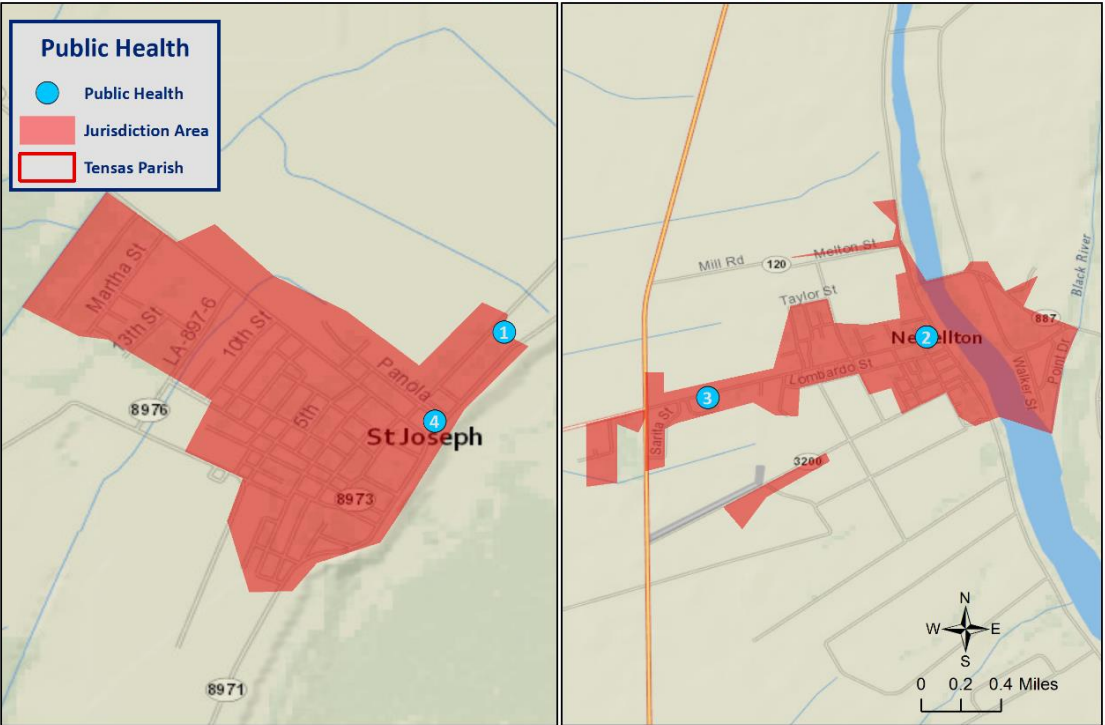 Public Health
Public Health
Jurisdiction Area
Tensas Parish
Martha St
13th St
LA-897-6
10th St
Panola
5th
8976
1
4
St Joseph
8973
8971
Mill Rd
120
Melton St
Taylor St
Black River
887
2
Newellton
Lombardo St
Walker St
Point Dr
3
Santa St
3200
N
W E
S
0 0.2 0.4 Miles